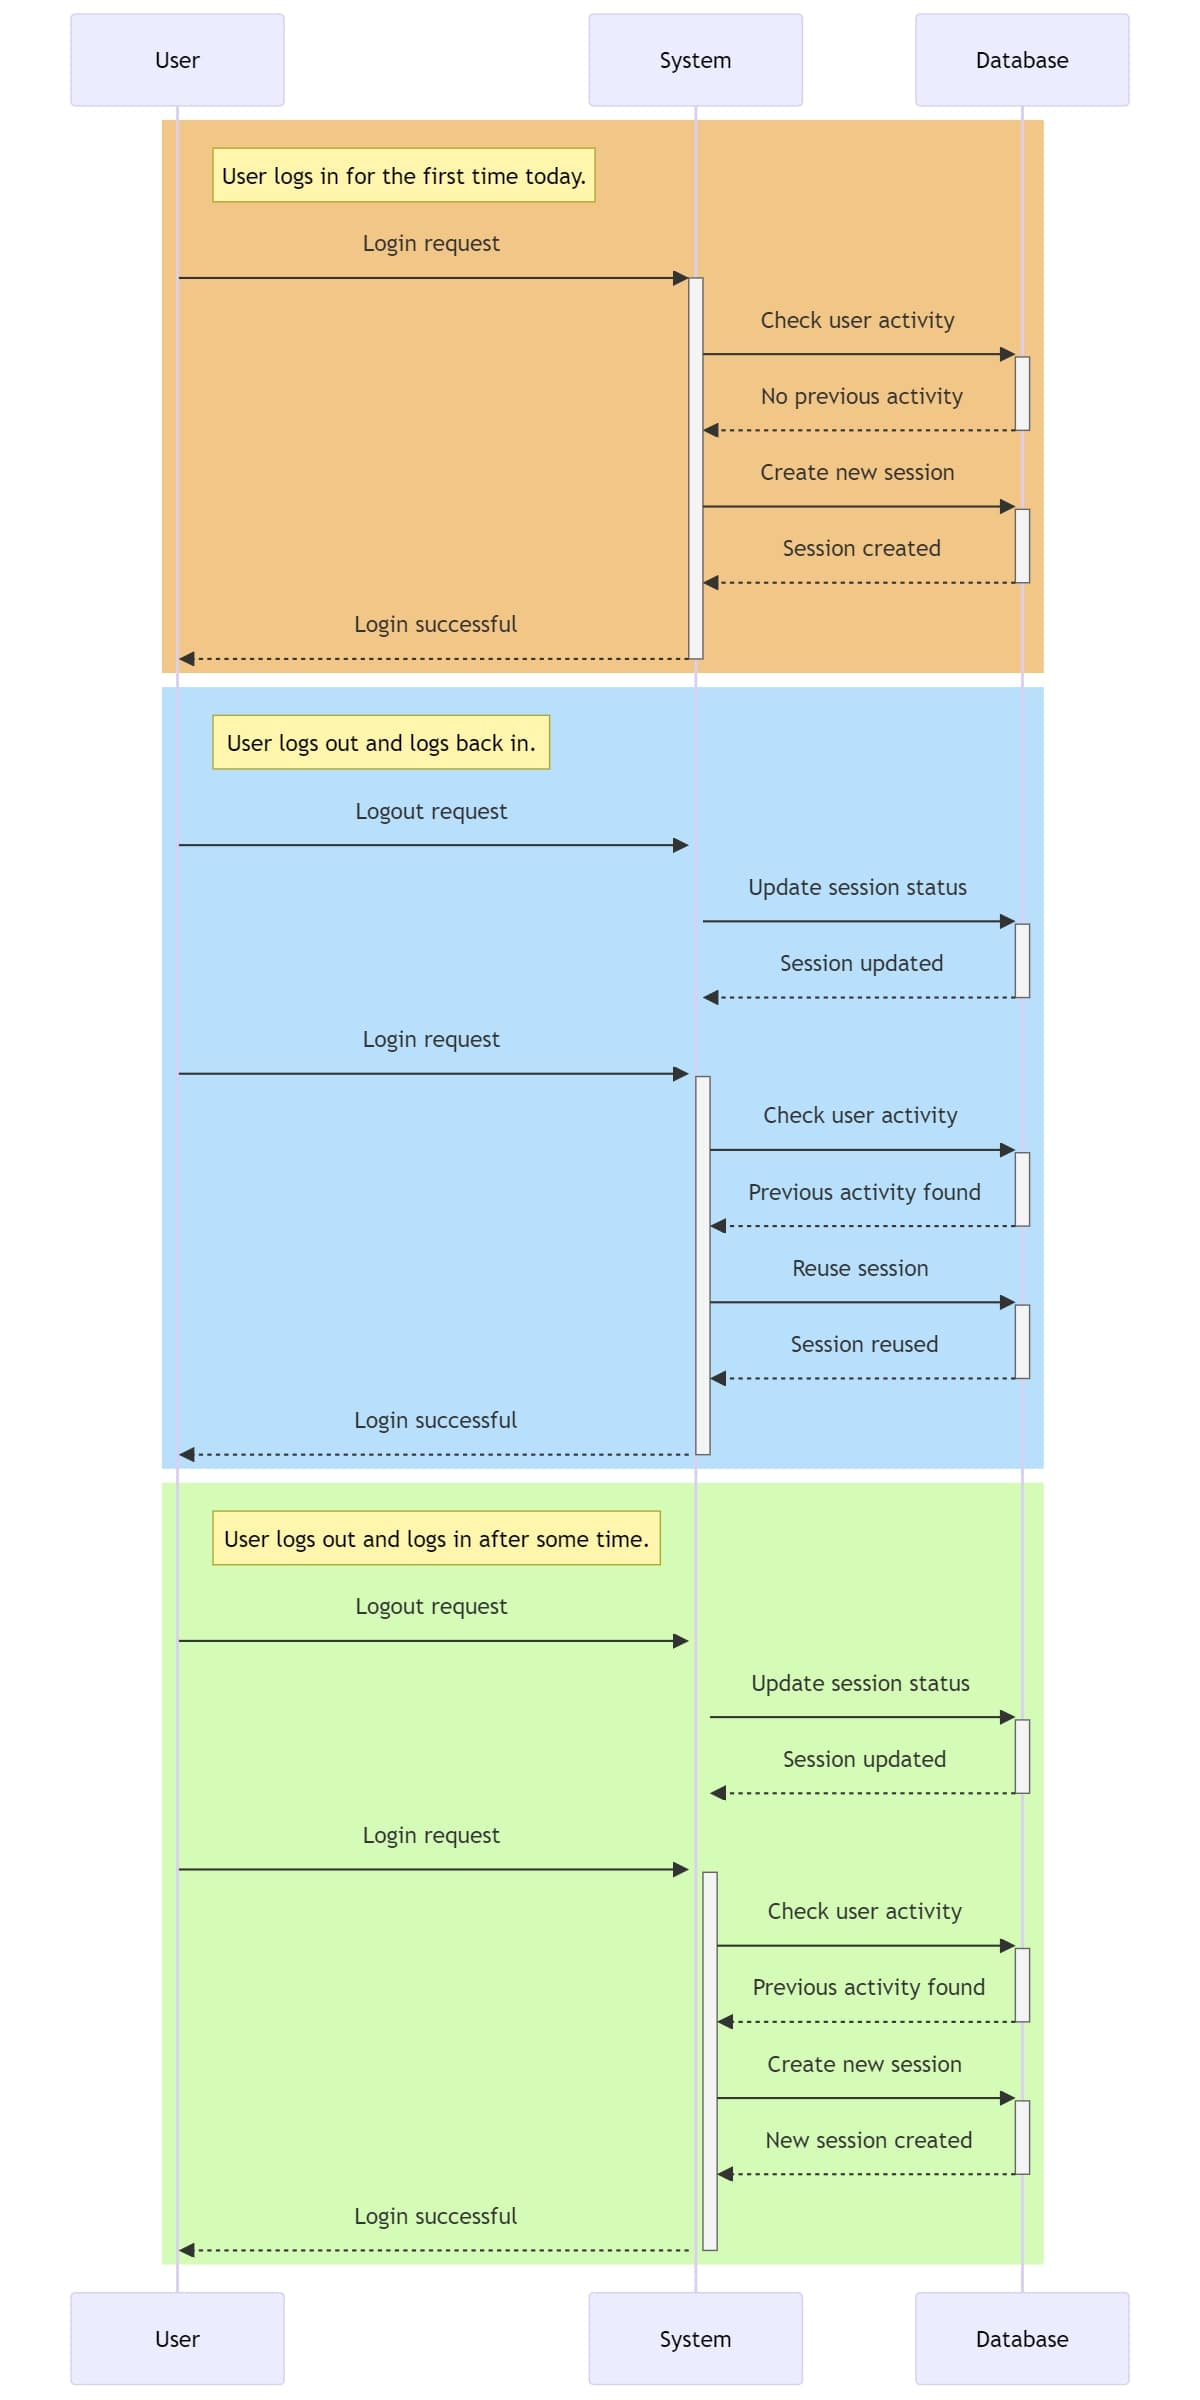 User
System
Database
User logs in for the first time today.
Login request
Check user activity
No previous activity
Create new session
Session created
Login successful
User logs out and logs back in.
Logout request
Update session status
Session updated
Login request
Check user activity
Previous activity found
Reuse session
Session reused
Login successful
User logs out and logs in after some time.
Logout request
Update session status
Session updated
Login request
Check user activity
Previous activity found
Create new session
New session created
Login successful
User
System
Database